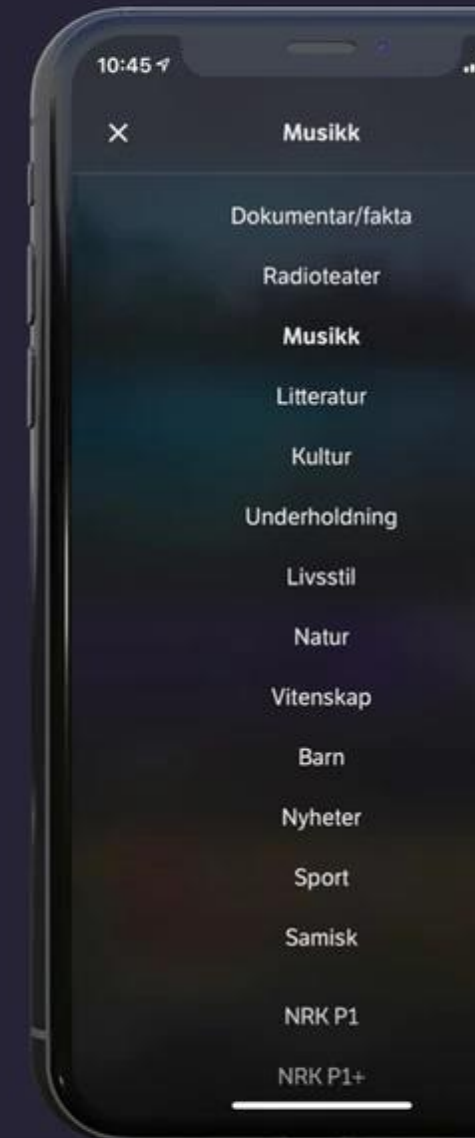 10:45
Musikk
Dokumentar/fakta
Radioteater
Musikk
Litteratur
Kultur
Underholdning
Livsstil
Natur
Vitenskap
Barn
Nyheter
Sport
Samisk
NRK P1
NRK P1+